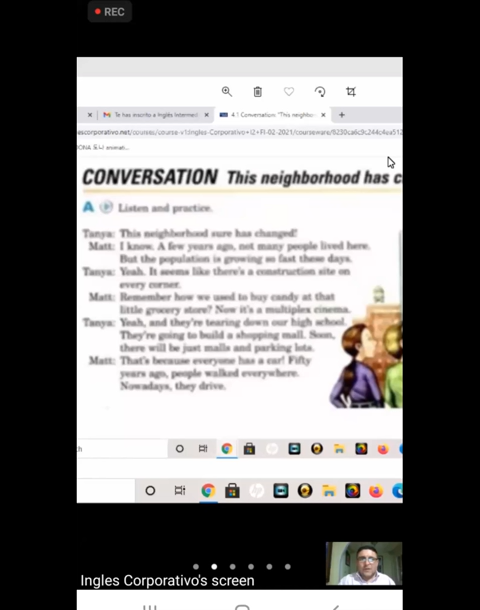 REC
Te has inscrito a Inglés Intermedi
4.1 Conversation: "This neighbor
CONVERSATION This neighborhood has c
A Listen and practice.
Tanya: This neighborhood sure has changed!
Matt: I know. A few years ago, not many people lived here.
But the population is growing so fast these days.
Tanya: Yeah. It seems like there's a construction site on
every corner.
Matt: Remember how we used to buy candy at that
little grocery store? Now it's a multiplex cinema.
Tanya: Yeah, and they're tearing down our high school.
They're going to build a shopping mall. Soon,
there will be just malls and parking lots.
Matt: That's because everyone has a car! Fifty
years ago, people walked everywhere.
Nowadays, they drive.
Ingles Corporativo's screen